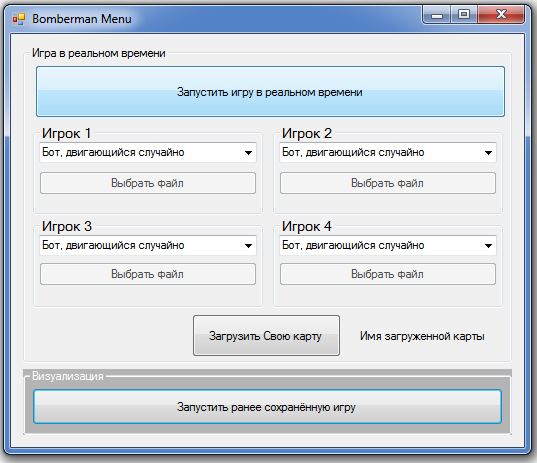 Bomberman Menu
Игра в реальном времени
Запустить игру в реальном времени
Игрок 1
Игрок 2
Бот, двигающийся случайно
Бот, двигающийся случайно
Выбрать файл
Выбрать файл
Игрок 3
Игрок 4
Бот, двигающийся случайно
Бот, двигающийся случайно
Выбрать файл
Выбрать файл
Загрузить Свою карту
Имя загруженной карты
Визуализация
Запустить ранее сохранённую игру